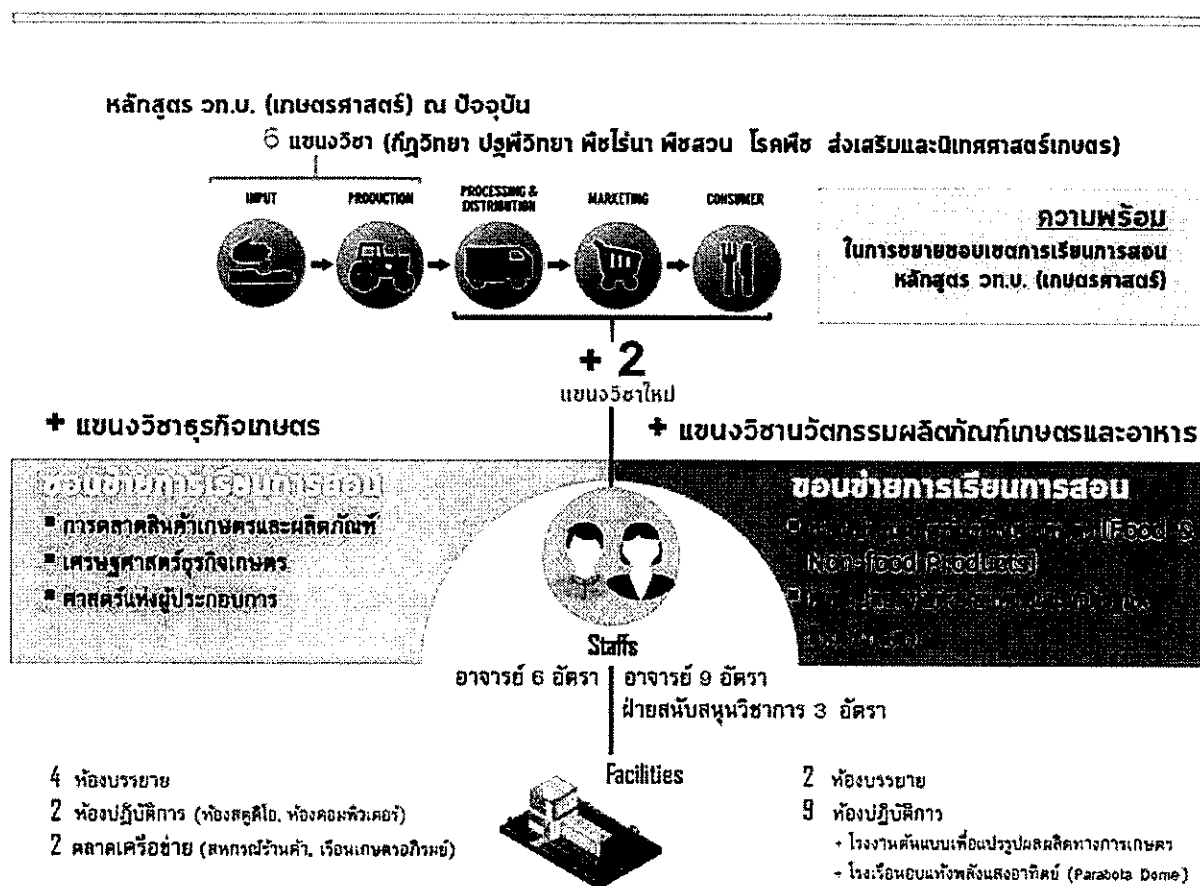 หลักสูตร วท.บ. (เกษตรศาสตร์) ณ ปัจจุบัน
6 แขนงวิชา (กีฏวิทยา ปฐพีวิทยา พืชไร่นา พืชสวน โรคพืช ส่งเสริมและนิเทศศาสตร์เกษตร)
INPUT
PRODUCTION
PROCESSING &
DISTRIBUTION
MARKETING
CONSUMER
ความพร้อม
ในการขยายขอบเขตการเรียนการสอน
หลักสูตร วท.บ. (เกษตรศาสตร์)
+ 2
แขนงวิชาใหม่
+ แขนงวิชาธุรกิจเกษตร
ขอบข่ายการเรียนการสอน
▪ การตลาดสินค้าเกษตรและผลิตภัณฑ์
▪ เศรษฐศาสตร์ธุรกิจเกษตร
▪ ศาสตร์แห่งผู้ประกอบการ
+ แขนงวิชานวัตกรรมผลิตภัณฑ์เกษตรและอาหาร
ขอบข่ายการเรียนการสอน
(Food &
Non-food Products)
Staffs
อาจารย์ 6 อัตรา
อาจารย์ 9 อัตรา
ฝ่ายสนับสนุนวิชาการ 3 อัตรา
Facilities
4 ห้องบรรยาย
2 ห้องปฏิบัติการ (ห้องสตูดิโอ, ห้องคอมพิวเตอร์)
2 ตลาดเครือข่าย (สหกรณ์ร้านค้า, เรือนเกษตรอภิรมย์)
2 ห้องบรรยาย
9 ห้องปฏิบัติการ
+ โรงงานต้นแบบเพื่อแปรรูปผลผลิตทางการเกษตร
+ โรงเรือนอบแห้งพลังแสงอาทิตย์ (Parabola Dome)